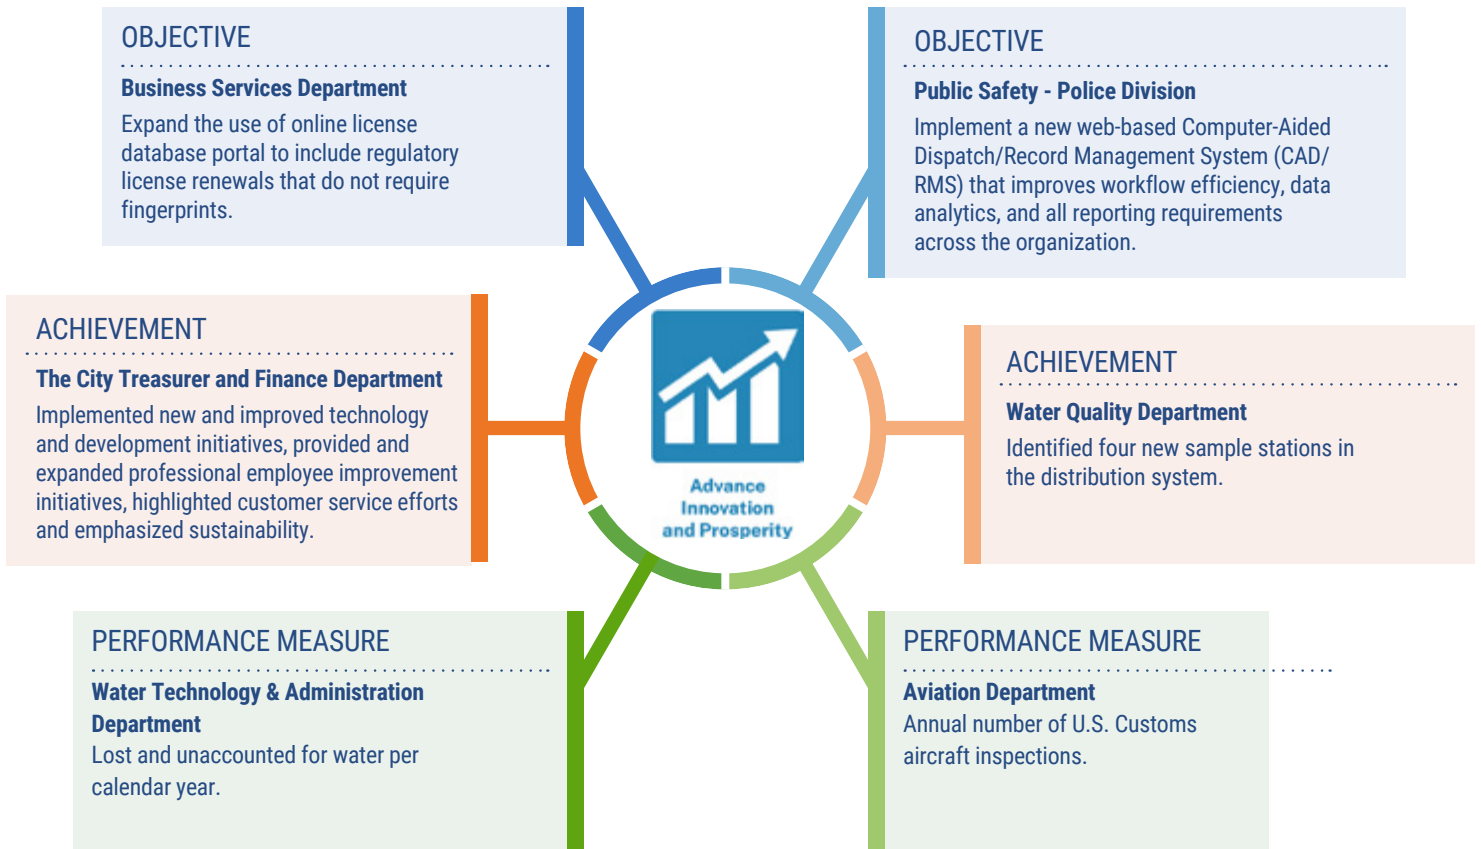 OBJECTIVE
Business Services Department
Expand the use of online license
database portal to include regulatory
license renewals that do not require
fingerprints.
OBJECTIVE
Public Safety - Police Division
Implement a new web-based Computer-Aided
Dispatch/Record Management System (CAD/
RMS) that improves workflow efficiency, data
analytics, and all reporting requirements
across the organization.
ACHIEVEMENT
The City Treasurer and Finance Department
Implemented new and improved technology
and development initiatives, provided and
expanded professional employee improvement
initiatives, highlighted customer service efforts
and emphasized sustainability.
Advance
Innovation
and Prosperity
ACHIEVEMENT
Water Quality Department
Identified four new sample stations in
the distribution system.
PERFORMANCE MEASURE
Water Technology & Administration
Department
Lost and unaccounted for water per
calendar year.
PERFORMANCE MEASURE
Aviation Department
Annual number of U.S. Customs
aircraft inspections.